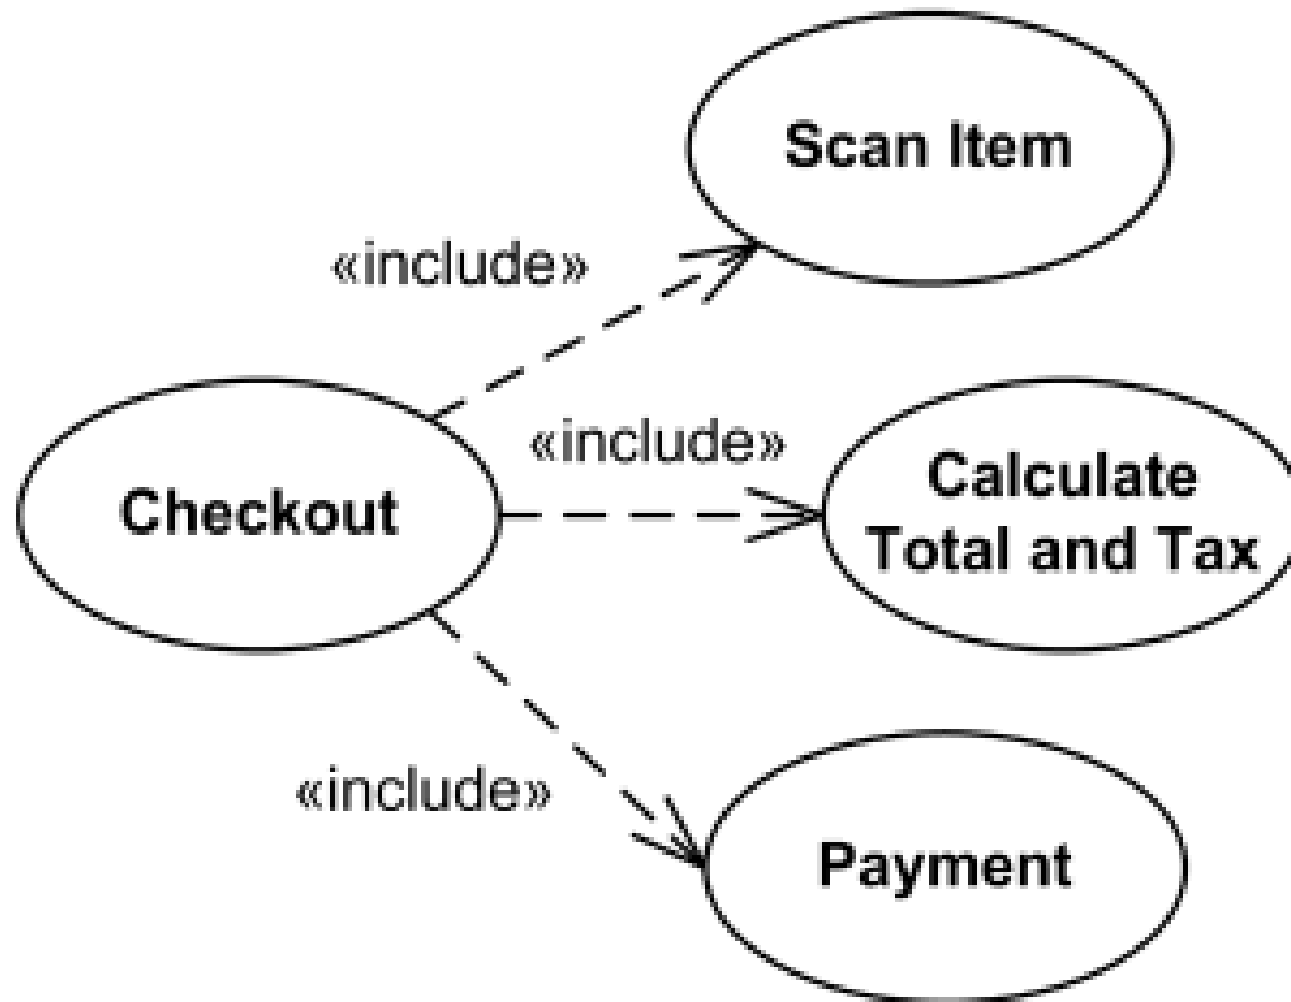 Scan Item
«include»
«include»
Checkout
Calculate
Total and Tax
«include»
Payment